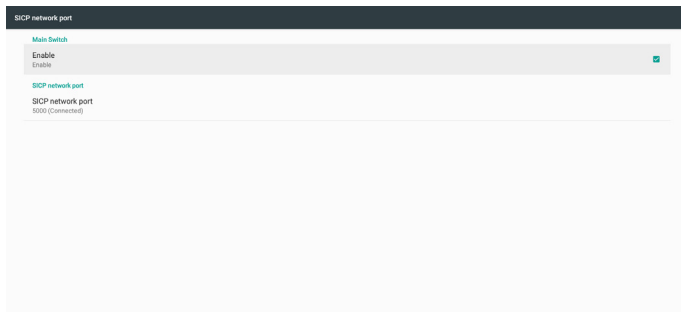 SICP network port
Main Switch
Enable
Enable
SICP network port
SICP network port
5000 (Connected)